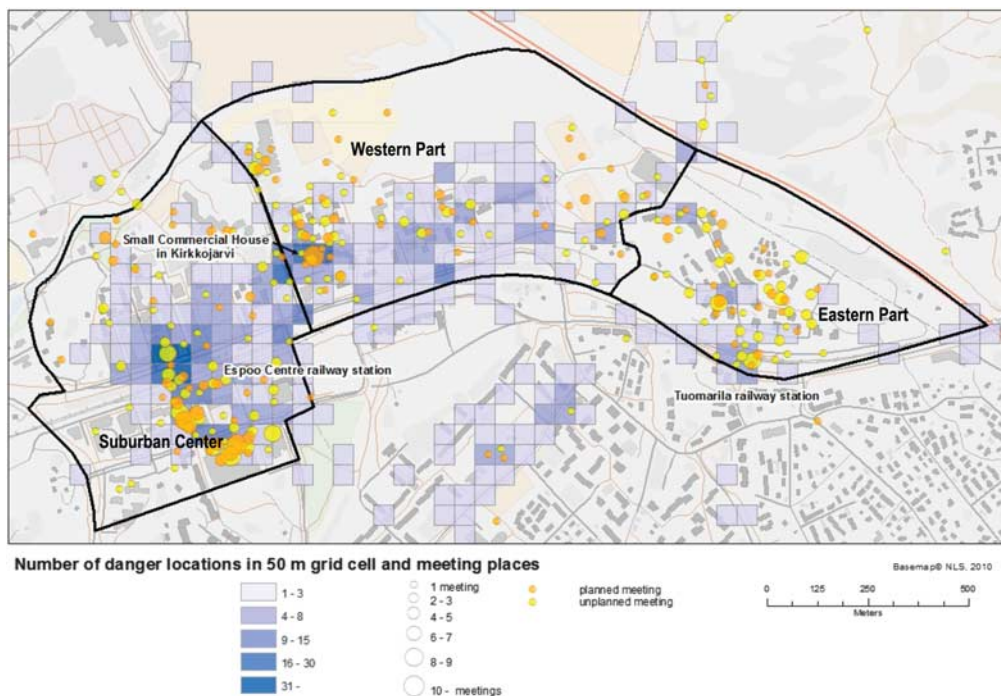 Western Part
Small Commercial House
in Kirkkojarvi
Eastern Part
Espoo Centre railway station
Tuomarila railway station
Suburban Center
Number of danger locations in 50 m grid cell and meeting places
Basemap© NLS, 2010
1 - 3
4 - 8
9 - 15
16 - 30
31 -
1 meeting
2 - 3
4 - 5
6 - 7
8 - 9
10 - meetings
planned meeting
unplanned meeting
0 125 250 500
Meters